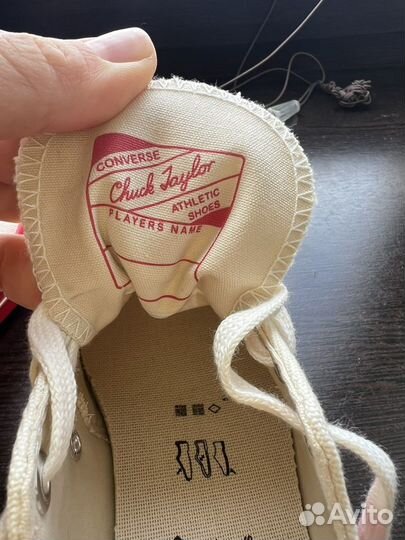 CONVERSE
Chuck Taylor
ATHLETIC
SHOES
PLAYERS NAME
Avito